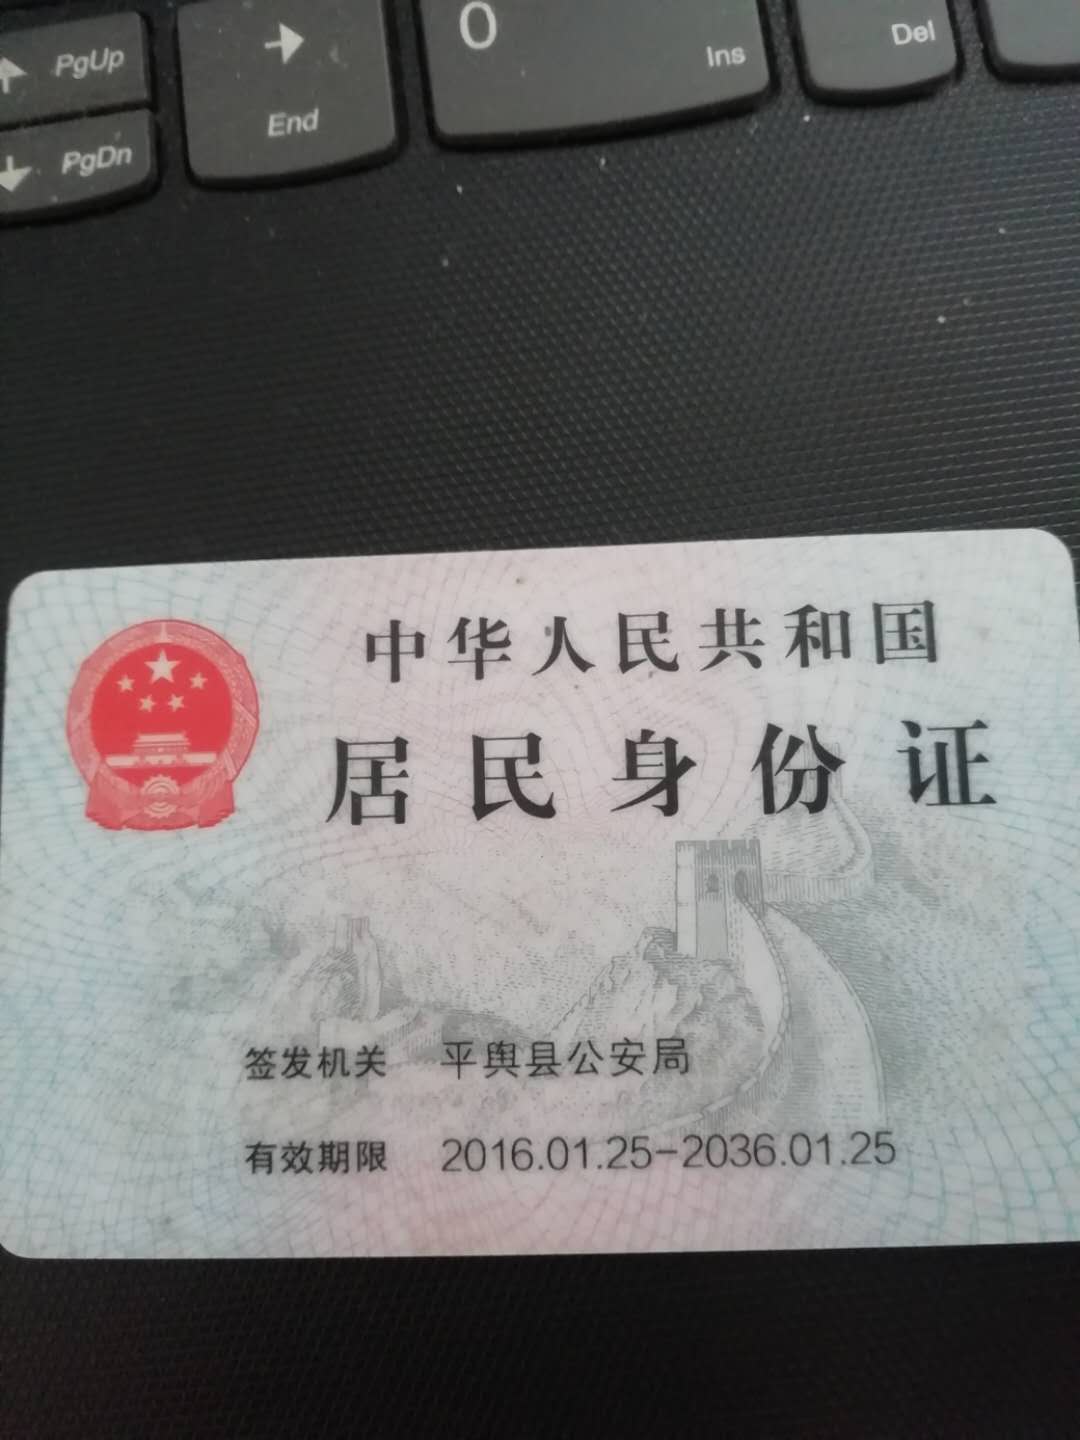 PgUp
PgDn
End
0
Ins
Del
中华人民共和国
居民身份证
签发机关 平舆县公安局
有效期限 2016.01.25-2036.01.25